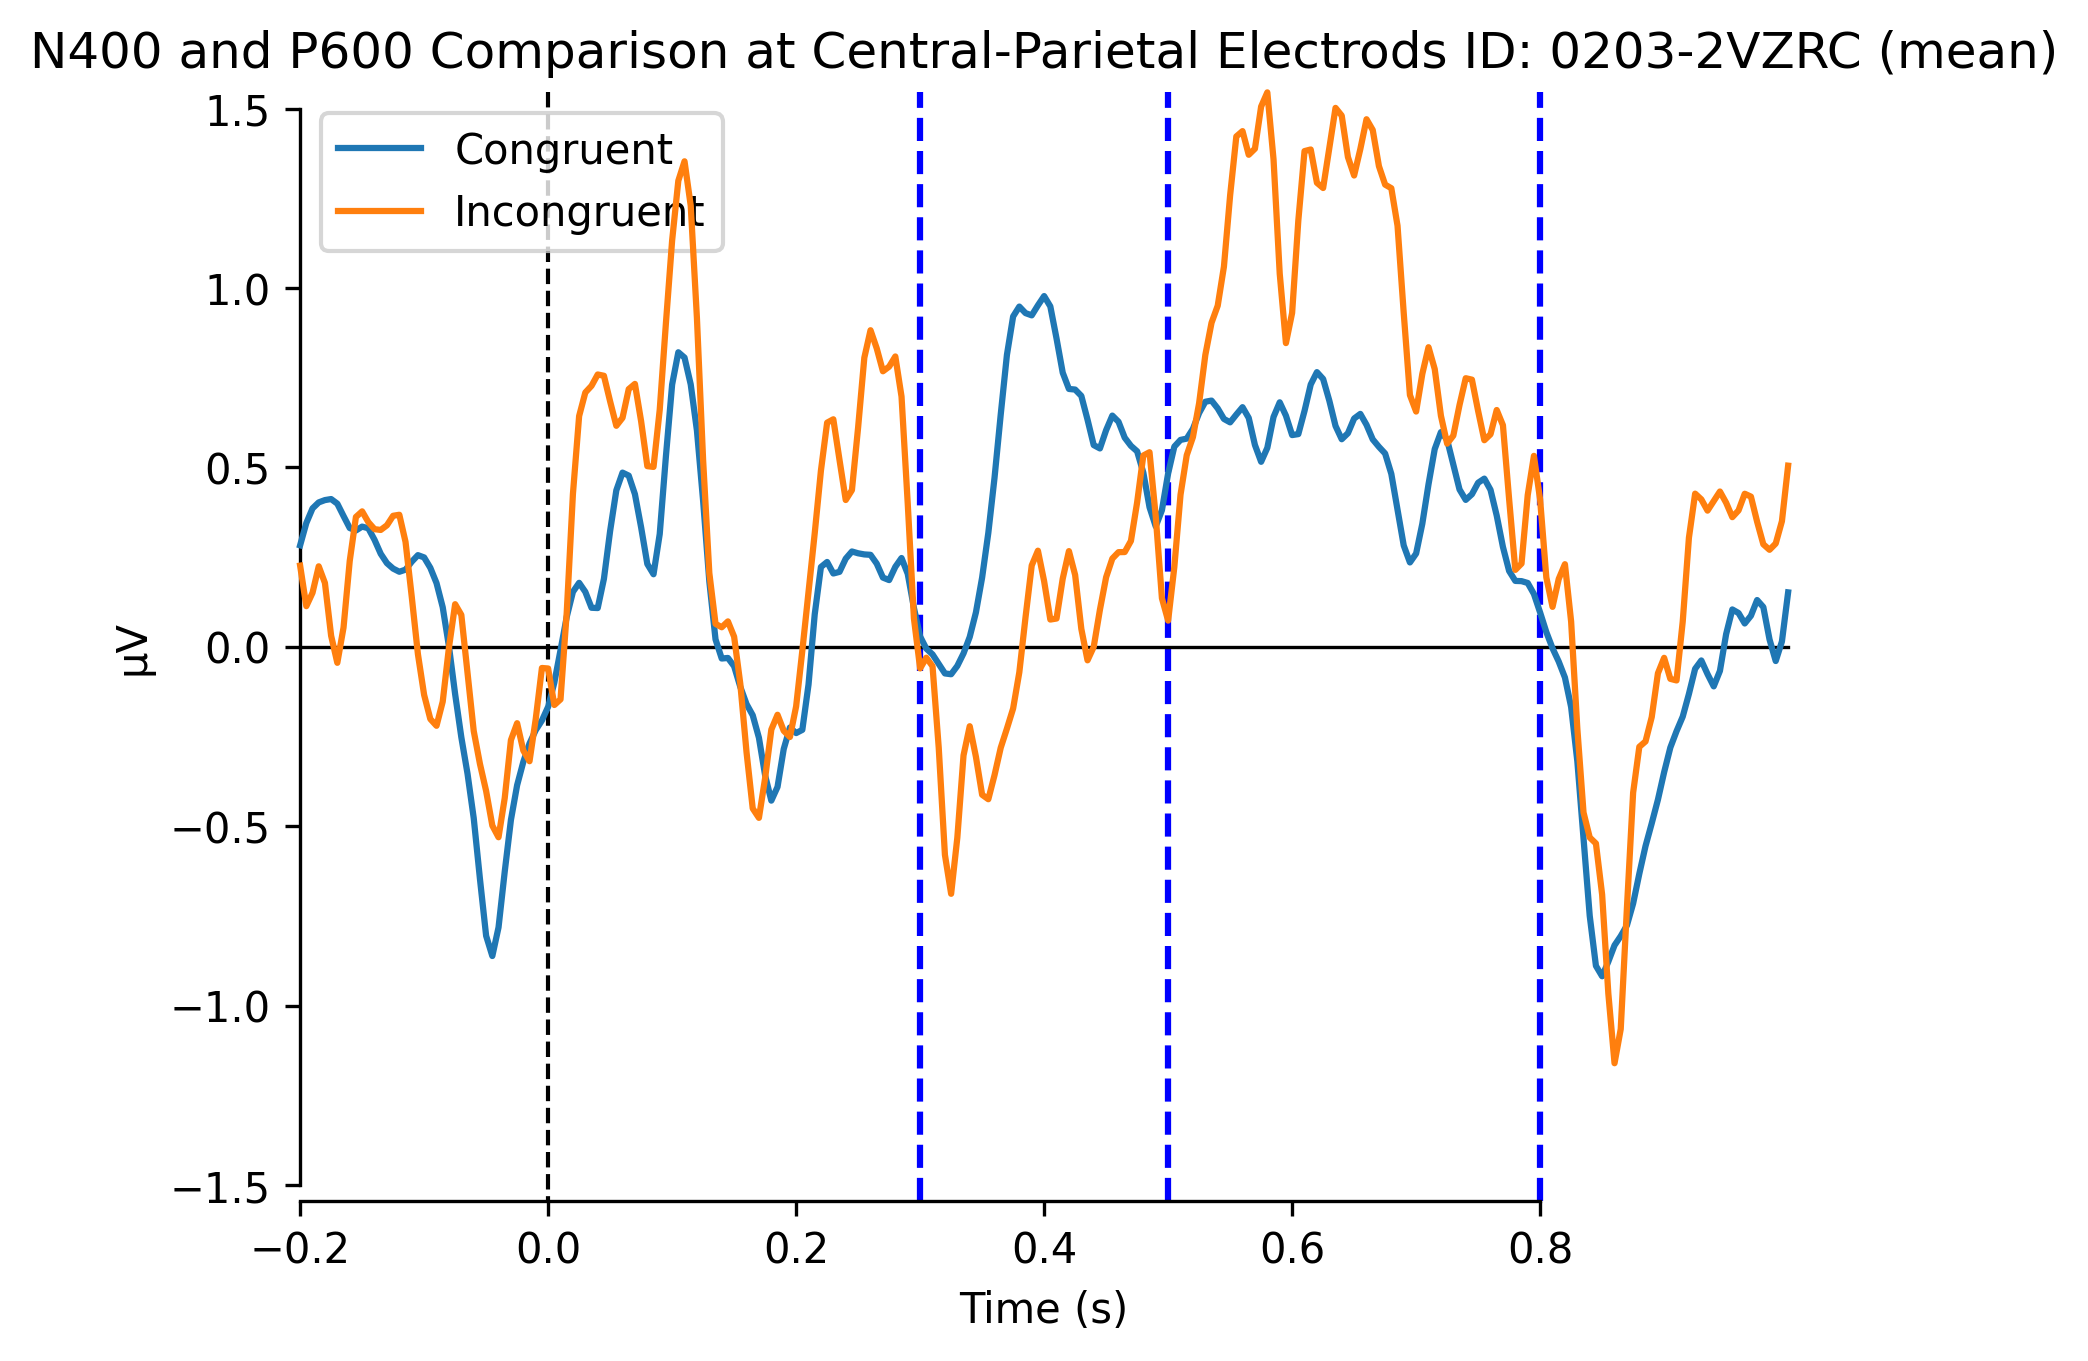 N400 and P600 Comparison at Central-Parietal Electrods ID: 0203-2VZRC (mean)
Congruent
Incongruent
1.5
1.0
0.5
0.0
−0.5
−1.0
−1.5
µV
−0.2 0.0 0.2 0.4 0.6 0.8
Time (s)